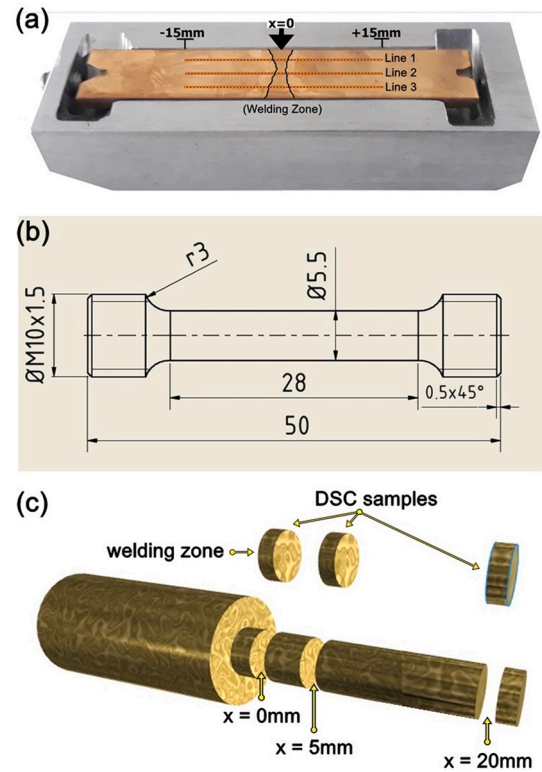 (a)
x=0
-15mm
+15mm
Line 1
Line 2
Line 3
(Welding Zone)
(b)
r3
Ø5.5
ØM10x1.5
28
0.5x45°
50
(c)
DSC samples
welding zone
x = 0mm
x = 5mm
x = 20mm